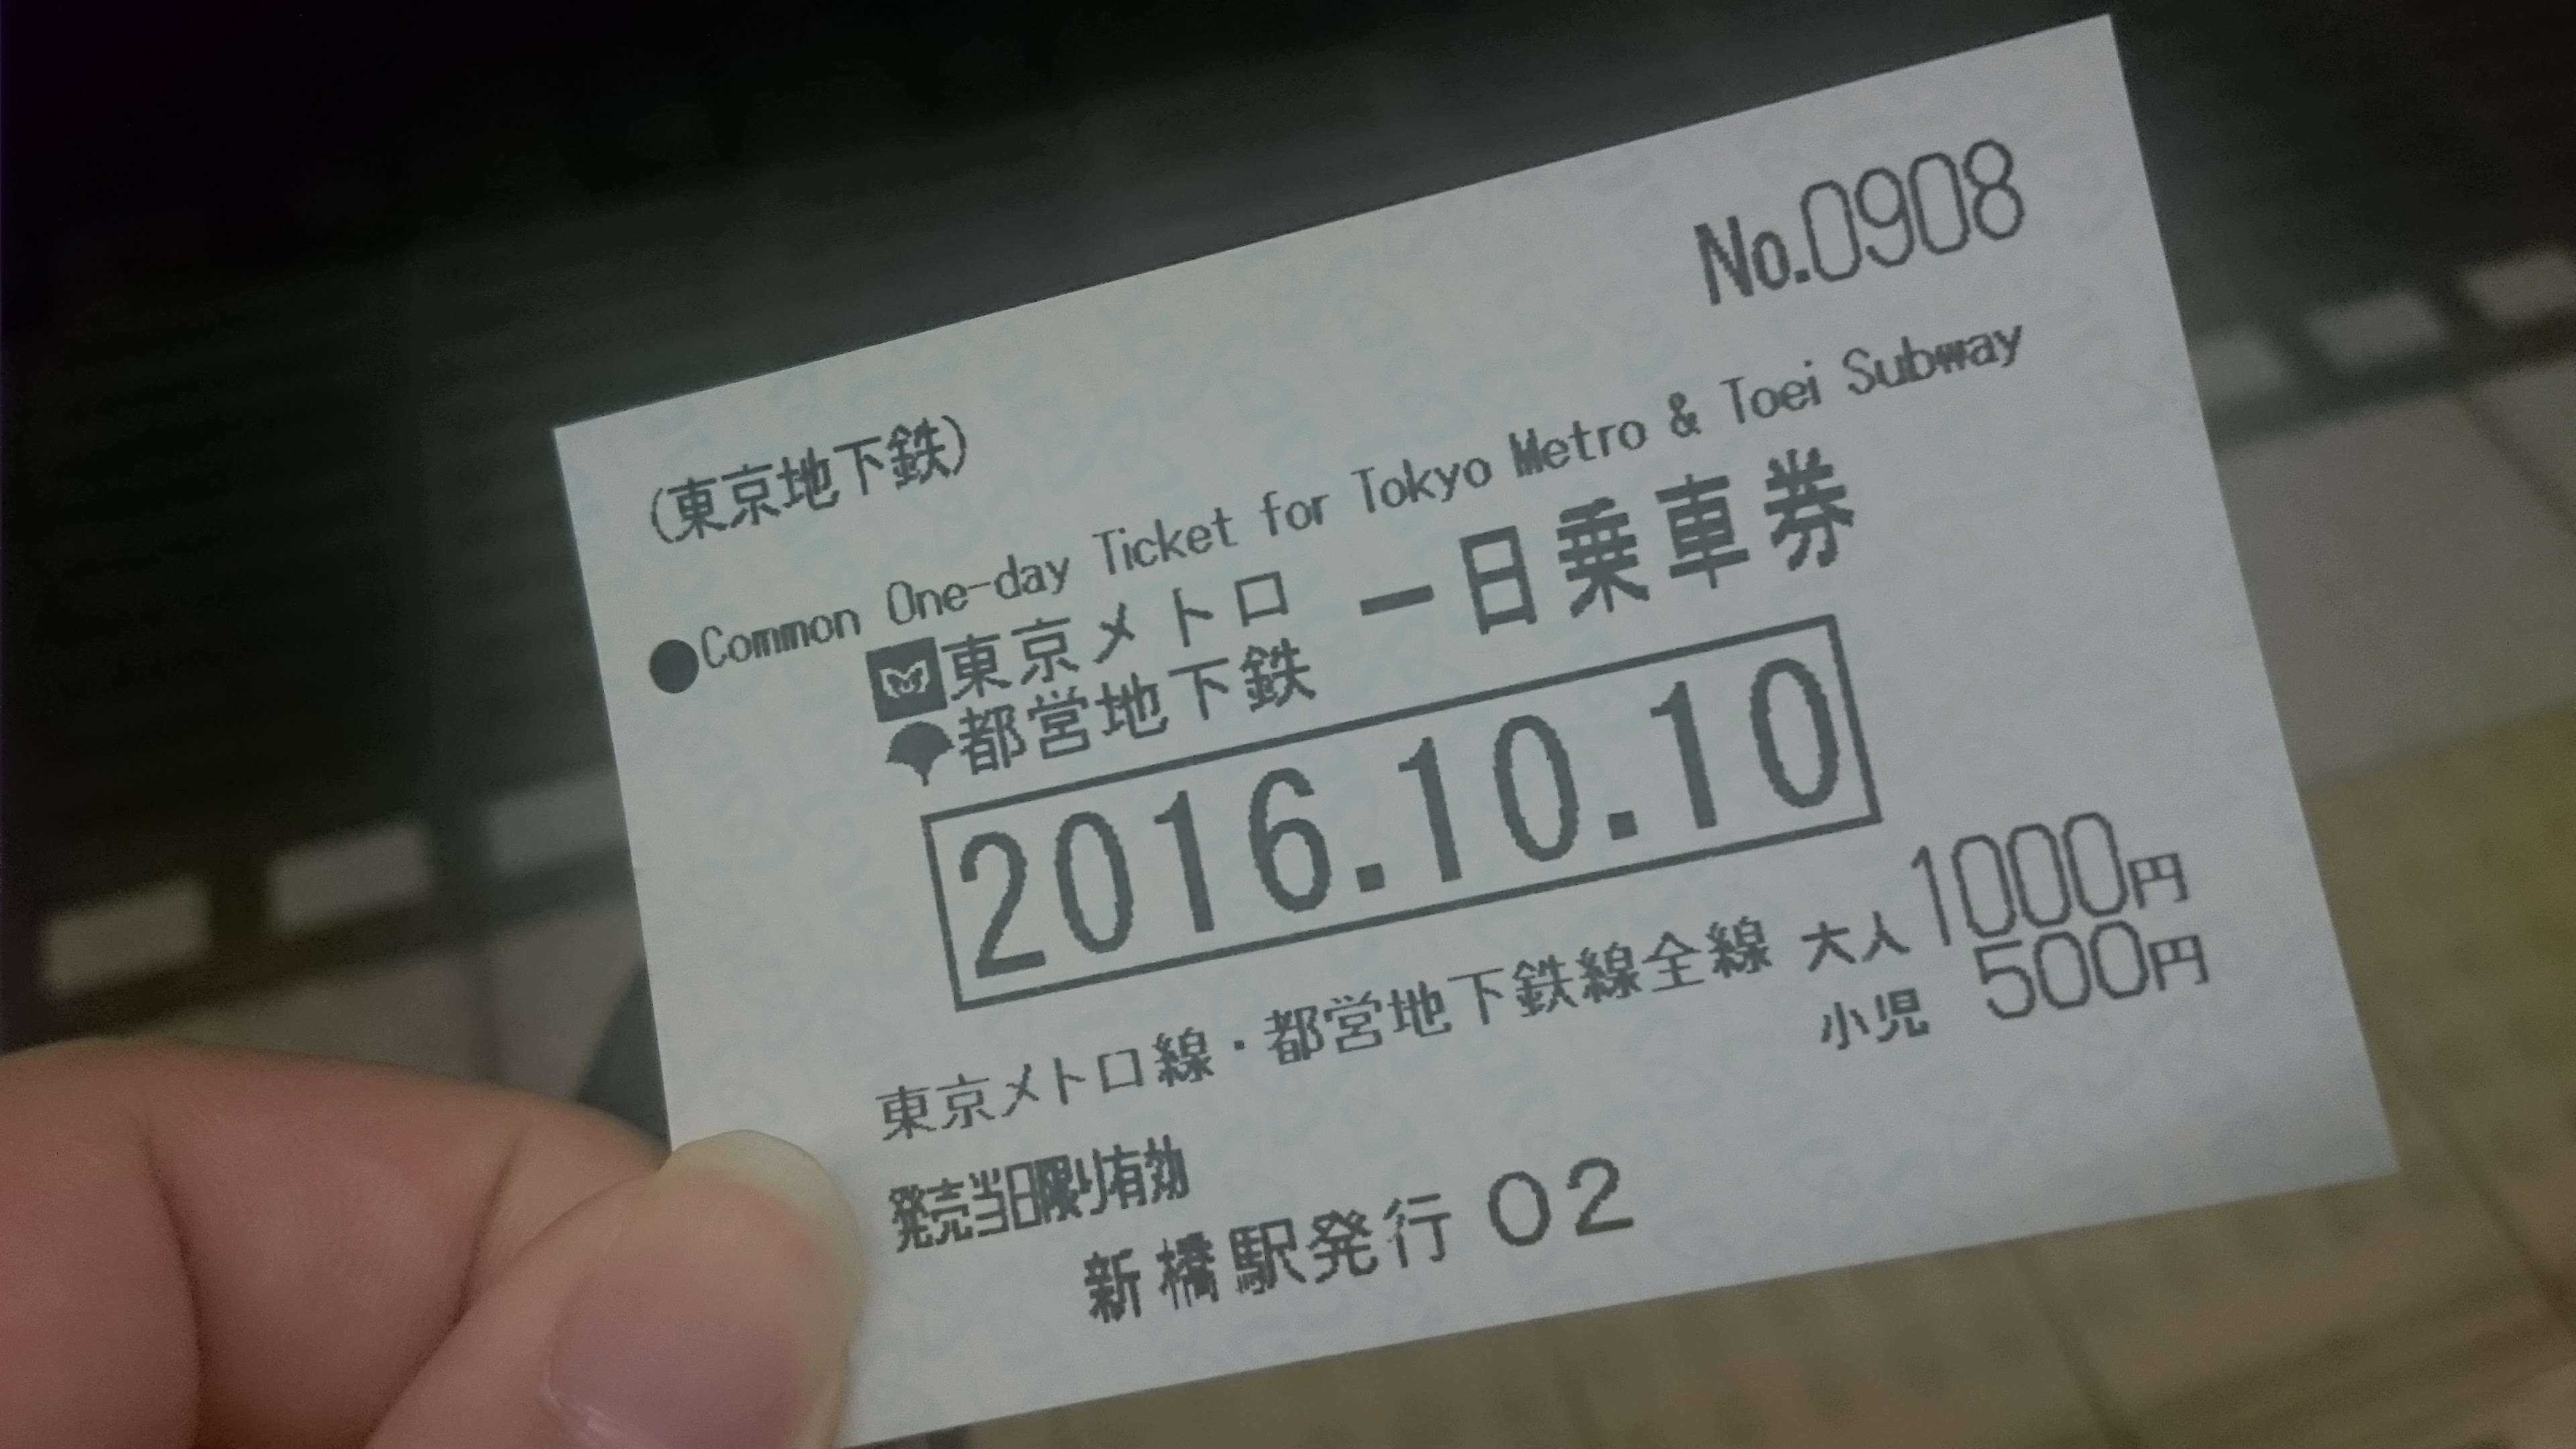 No.0908
(東京地下鉄)
●Common One-day Ticket for Tokyo Metro & Toei Subway
東京メトロ 一日乗車券
都営地下鉄
2016.10.10
東京メトロ線・都営地下鉄線全線 大人 1000円
小児 500円
発売当日限り有効
新橋駅発行 02